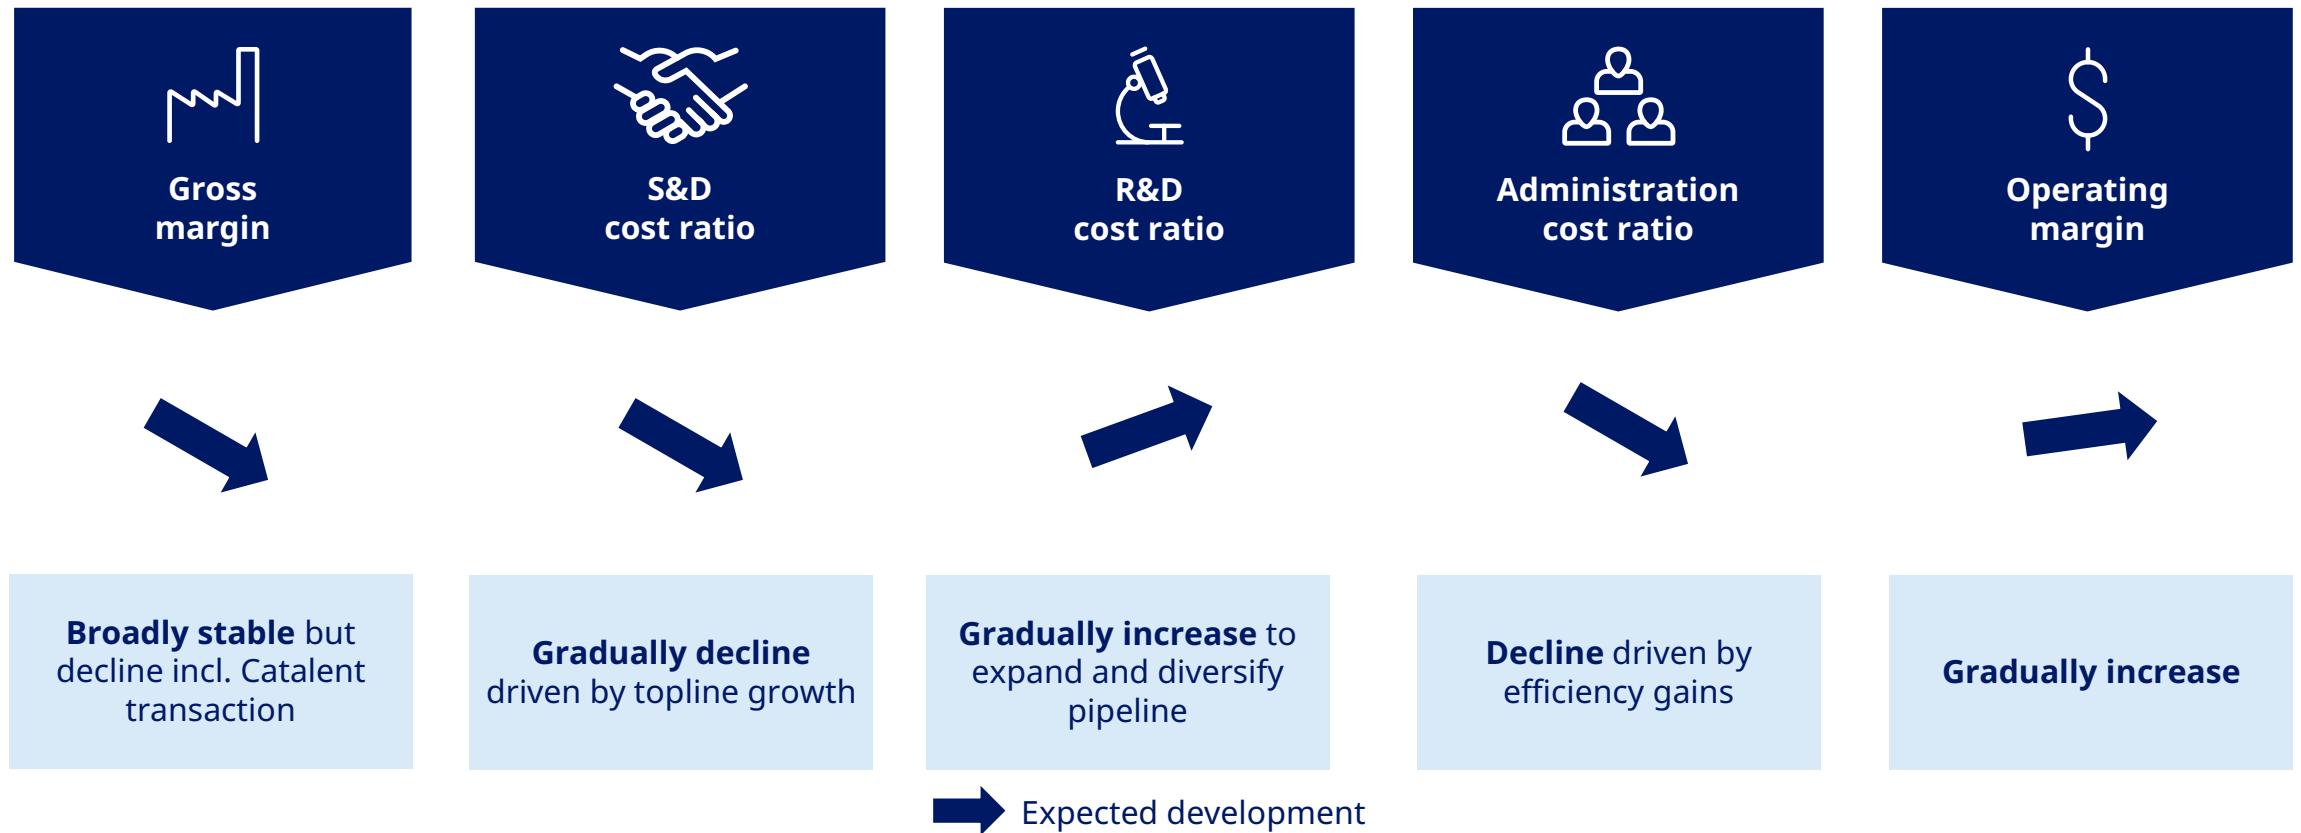 Gross
margin
S&D
cost ratio
R&D
cost ratio
Administration
cost ratio
Operating
margin
Broadly stable but
decline incl. Catalent
transaction
Gradually decline
driven by topline growth
Gradually increase to
expand and diversify
pipeline
Decline driven by
efficiency gains
Gradually increase
Expected development